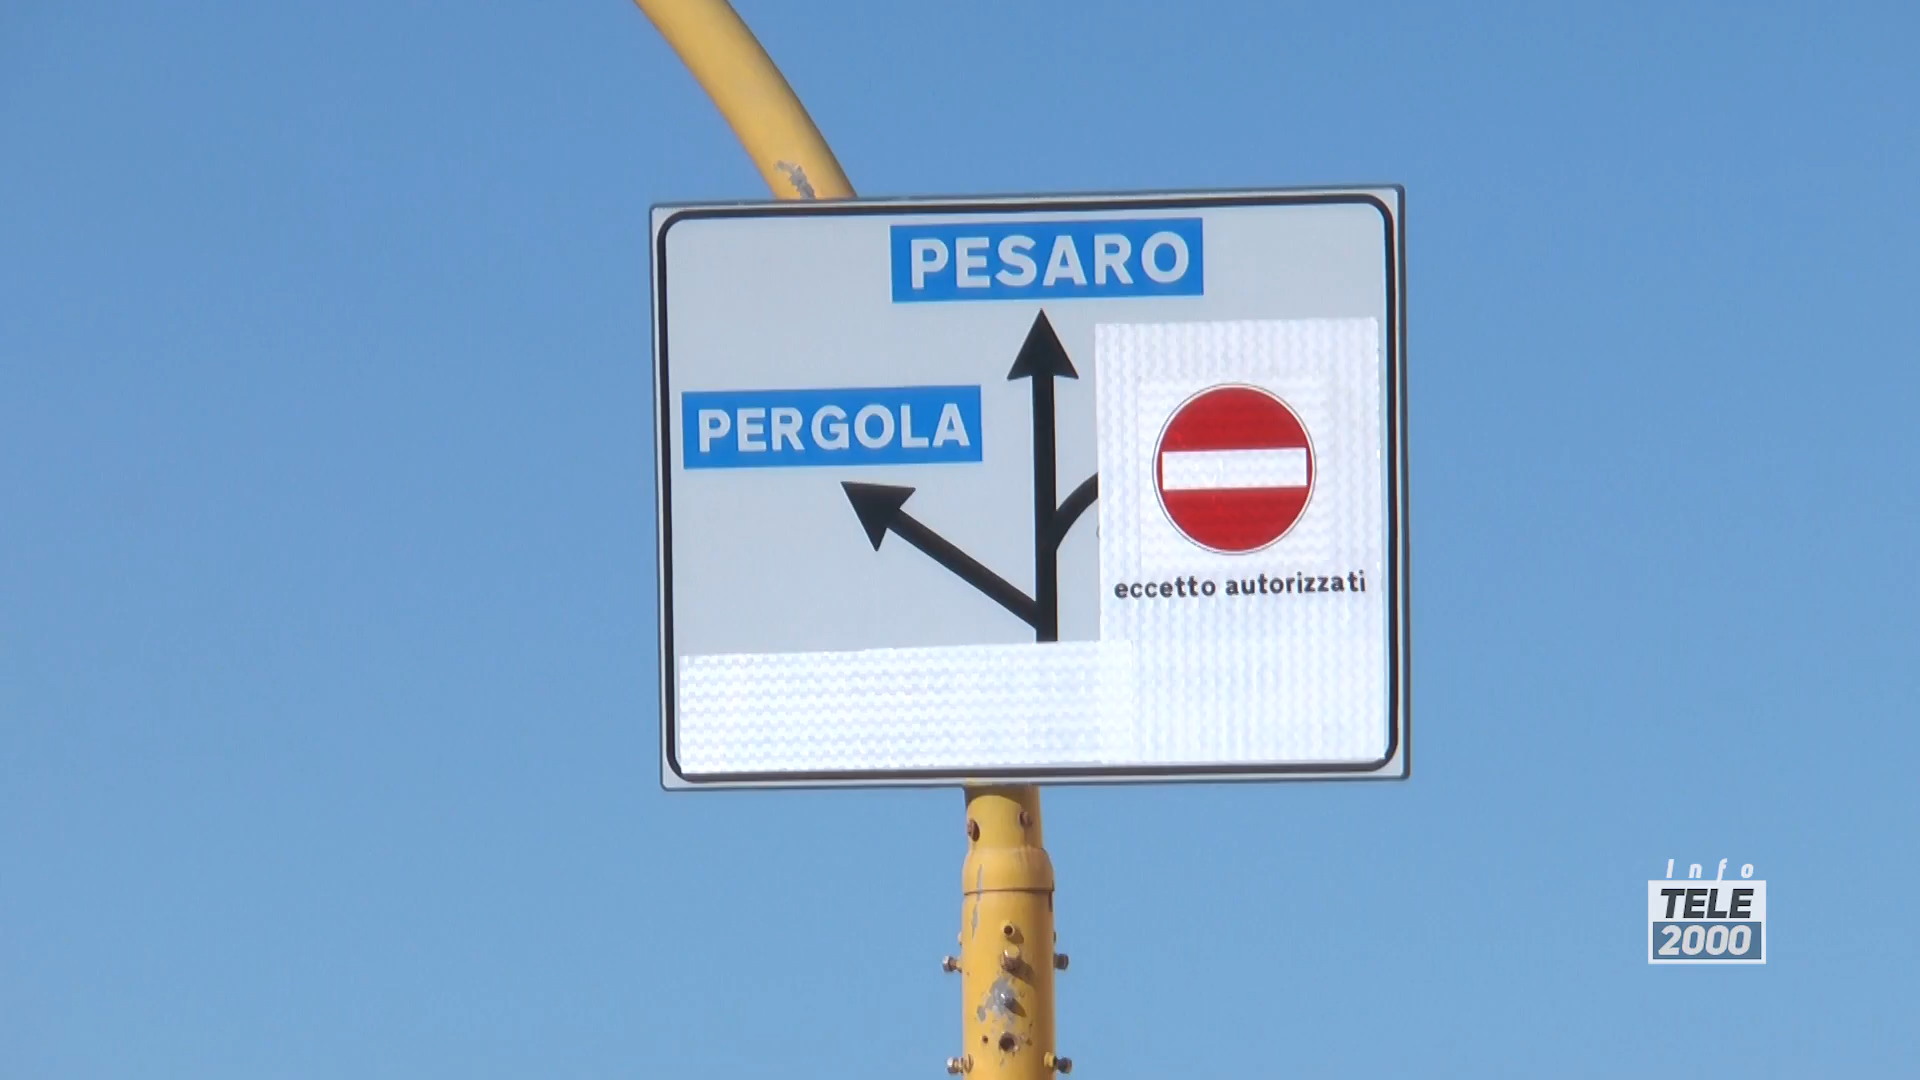 PESARO
PERGOLA
eccetto autorizzati
Info
TELE
2000